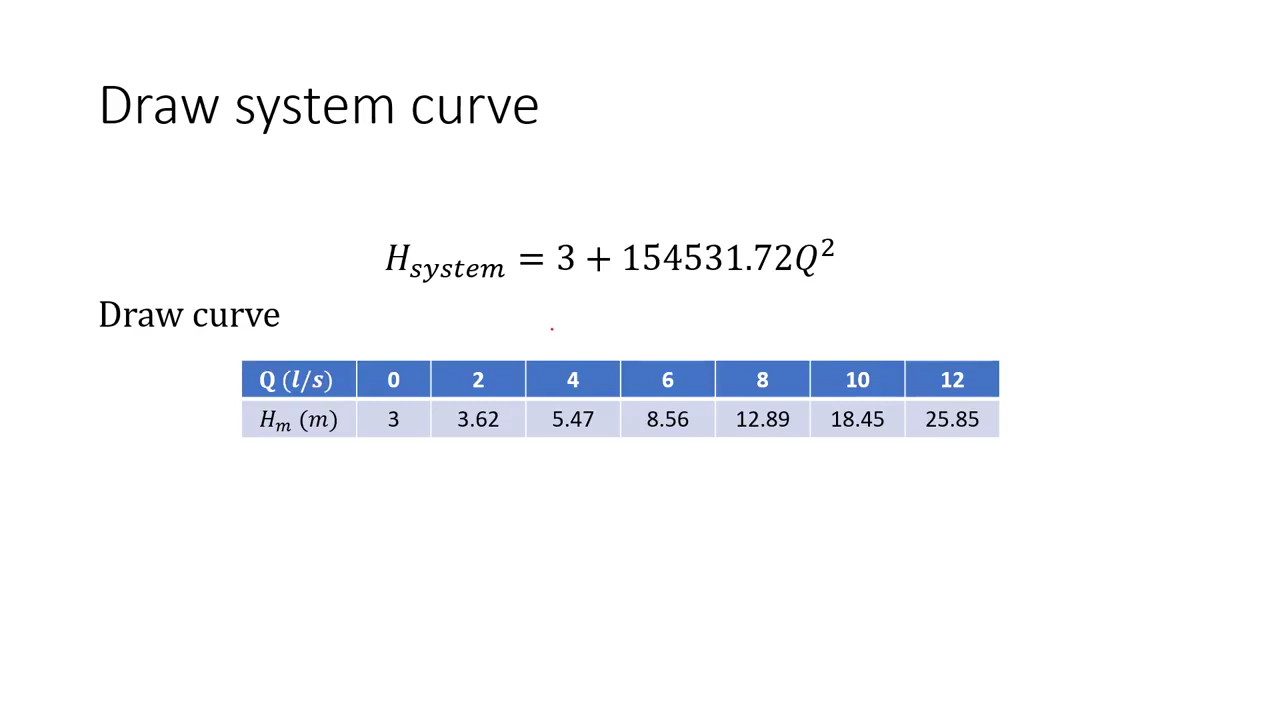 Draw system curve
H_system = 3 + 154531.72Q²
Draw curve
Q (l/s) 0 2 4 6 8 10 12
H_m (m) 3 3.62 5.47 8.56 12.89 18.45 25.85